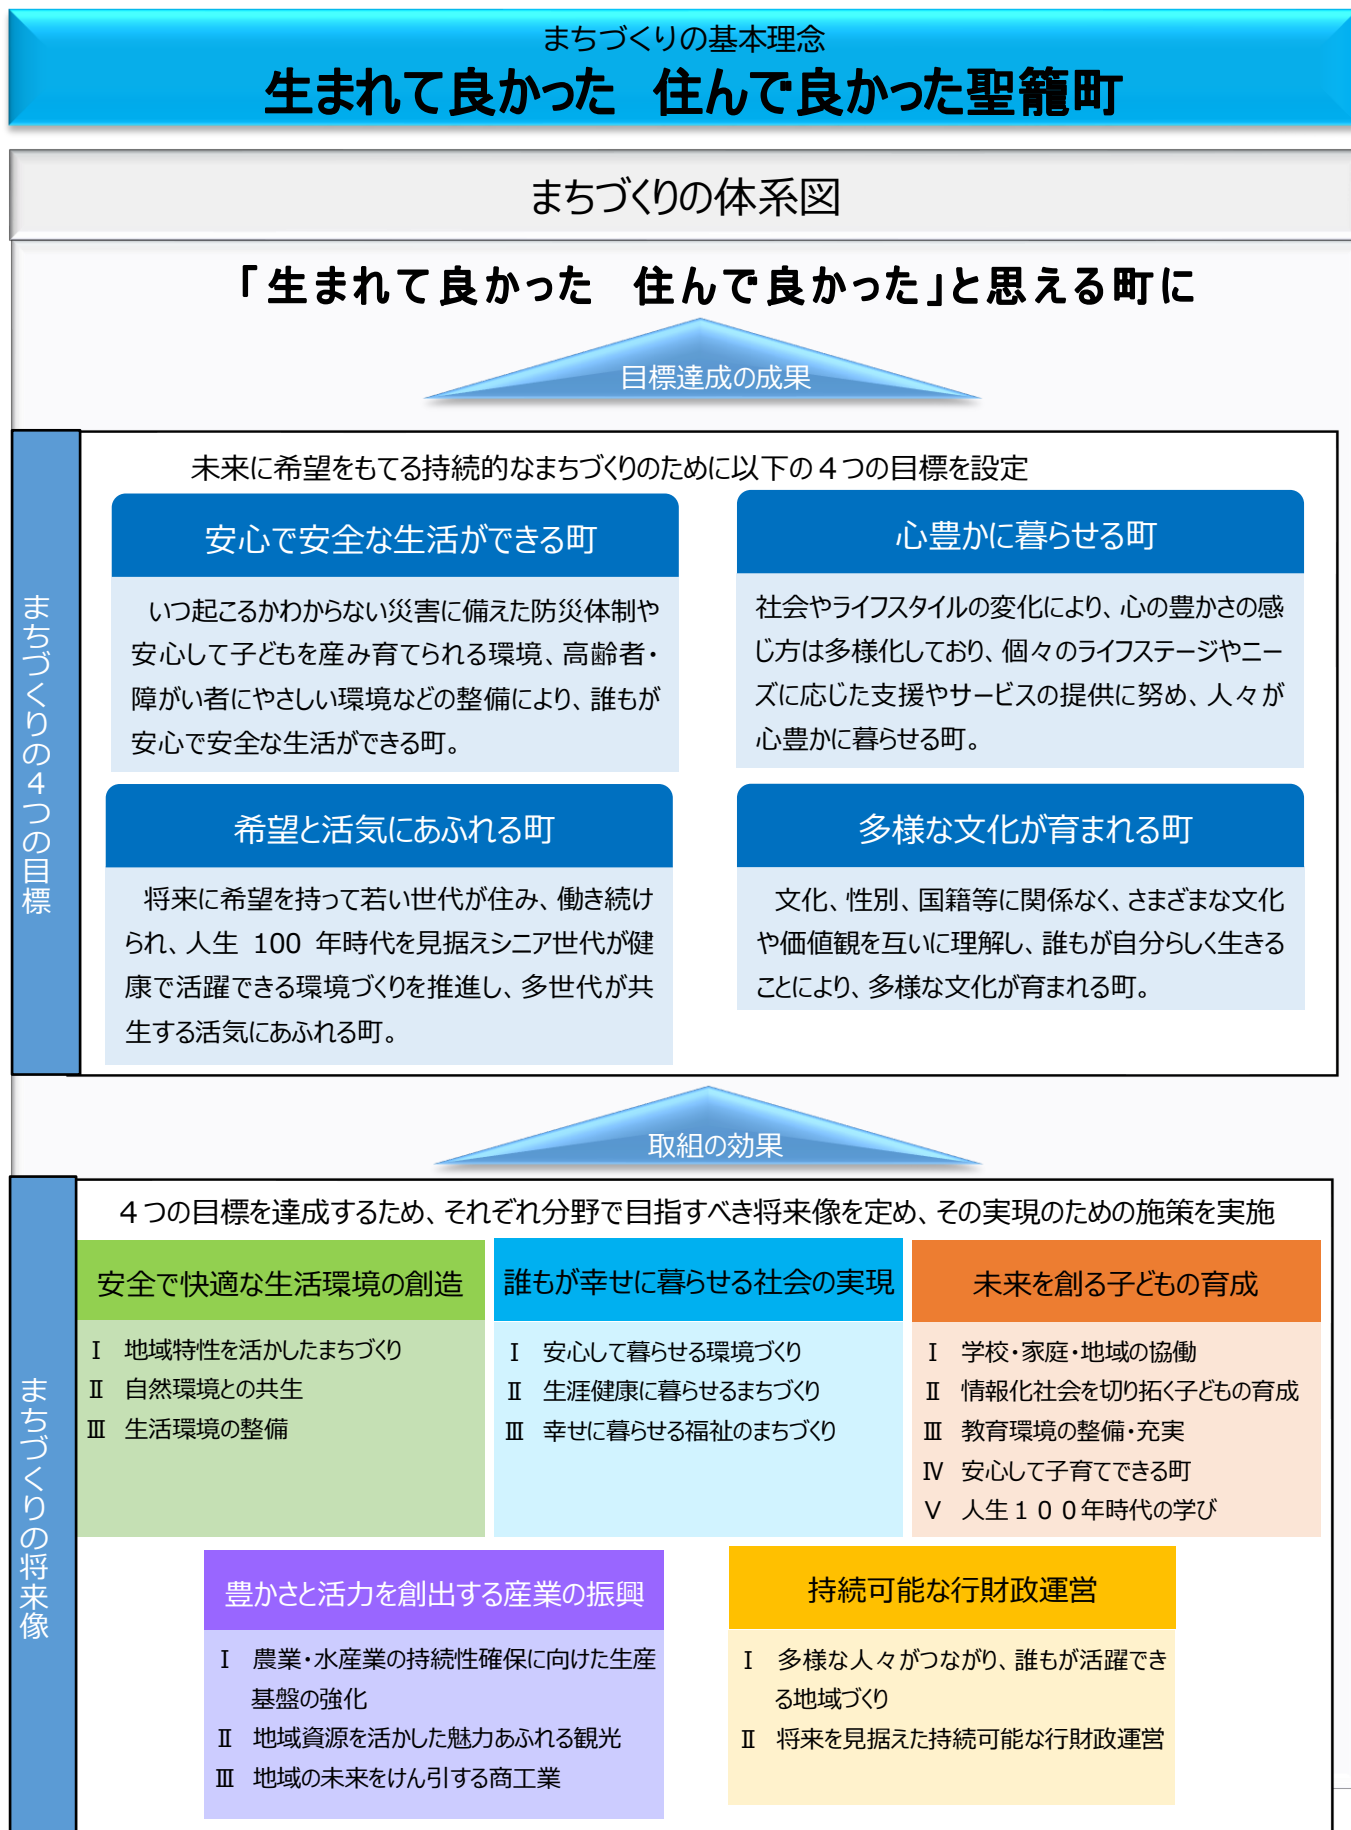 まちづくりの基本理念
生まれて良かった　住んで良かった聖籠町
まちづくりの体系図
「生まれて良かった　住んで良かった」と思える町に
目標達成の成果
まちづくりの４つの目標
未来に希望をもてる持続的なまちづくりのために以下の４つの目標を設定
安心で安全な生活ができる町
いつ起こるかわからない災害に備えた防災体制や
安心して子どもを産み育てられる環境、高齢者・
障がい者にやさしい環境などの整備により、誰もが
安心で安全な生活ができる町。
心豊かに暮らせる町
社会やライフスタイルの変化により、心の豊かさの感
じ方は多様化しており、個々のライフステージやニー
ズに応じた支援やサービスの提供に努め、人々が
心豊かに暮らせる町。
希望と活気にあふれる町
将来に希望を持って若い世代が住み、働き続け
られ、人生 100 年時代を見据えシニア世代が健
康で活躍できる環境づくりを推進し、多世代が共
生する活気にあふれる町。
多様な文化が育まれる町
文化、性別、国籍等に関係なく、さまざまな文化
や価値観を互いに理解し、誰もが自分らしく生きる
ことにより、多様な文化が育まれる町。
取組の効果
まちづくりの将来像
４つの目標を達成するため、それぞれ分野で目指すべき将来像を定め、その実現のための施策を実施
安全で快適な生活環境の創造
Ⅰ　地域特性を活かしたまちづくり
Ⅱ　自然環境との共生
Ⅲ　生活環境の整備
誰もが幸せに暮らせる社会の実現
Ⅰ　安心して暮らせる環境づくり
Ⅱ　生涯健康に暮らせるまちづくり
Ⅲ　幸せに暮らせる福祉のまちづくり
未来を創る子どもの育成
Ⅰ　学校・家庭・地域の協働
Ⅱ　情報化社会を切り拓く子どもの育成
Ⅲ　教育環境の整備・充実
Ⅳ　安心して子育てできる町
Ⅴ　人生１００年時代の学び
豊かさと活力を創出する産業の振興
Ⅰ　農業・水産業の持続性確保に向けた生産
基盤の強化
Ⅱ　地域資源を活かした魅力あふれる観光
Ⅲ　地域の未来をけん引する商工業
持続可能な行財政運営
Ⅰ　多様な人々がつながり、誰もが活躍でき
る地域づくり
Ⅱ　将来を見据えた持続可能な行財政運営